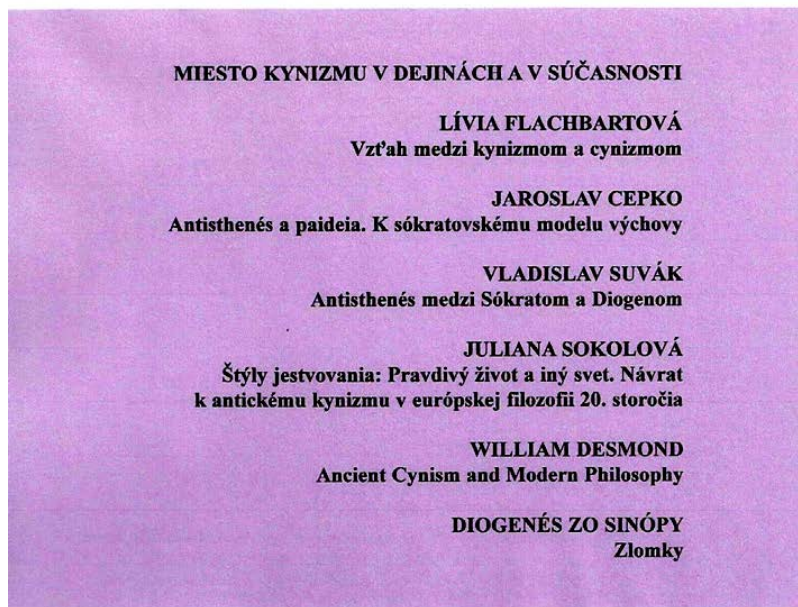 MIESTO KYNIZMU V DEJINÁCH A V SÚČASNOSTI
LÍVIA FLACHBARTOVÁ
Vzťah medzi kynizmom a cynizmom
JAROSLAV CEPKO
Antisthenés a paideia. K sókratovskému modelu výchovy
VLADISLAV SUVÁK
Antisthenés medzi Sókratom a Diogenom
JULIANA SOKOLOVÁ
Štýly jestvovania: Pravdivý život a iný svet. Návrat
k antickému kynizmu v európskej filozofii 20. storočia
WILLIAM DESMOND
Ancient Cynism and Modern Philosophy
DIOGENÉS ZO SINÓPY
Zlomky